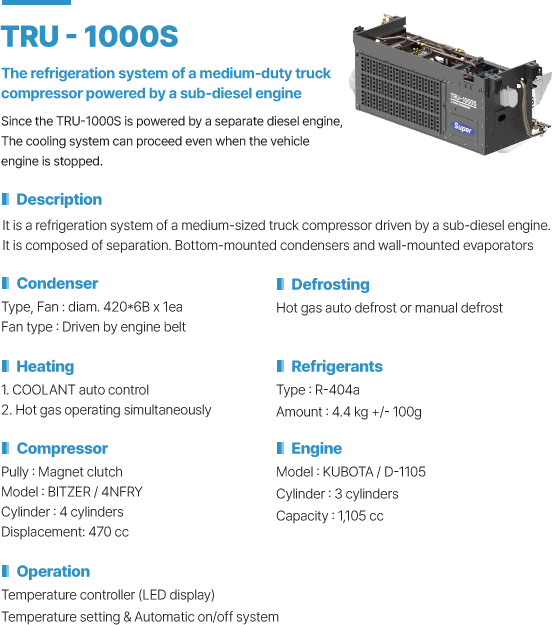 TRU - 1000S
The refrigeration system of a medium-duty truck
compressor powered by a sub-diesel engine
Since the TRU-1000S is powered by a separate diesel engine,
The cooling system can proceed even when the vehicle
engine is stopped.
TRU-1000S
Super
Description
It is a refrigeration system of a medium-sized truck compressor driven by a sub-diesel engine.
It is composed of separation. Bottom-mounted condensers and wall-mounted evaporators
Condenser
Type, Fan : diam. 420*6B x 1ea
Fan type : Driven by engine belt
Defrosting
Hot gas auto defrost or manual defrost
Heating
1. COOLANT auto control
2. Hot gas operating simultaneously
Refrigerants
Type : R-404a
Amount : 4.4 kg +/- 100g
Compressor
Pully : Magnet clutch
Model : BITZER / 4NFRY
Cylinder : 4 cylinders
Displacement: 470 cc
Engine
Model : KUBOTA / D-1105
Cylinder : 3 cylinders
Capacity : 1,105 cc
Operation
Temperature controller (LED display)
Temperature setting & Automatic on/off system